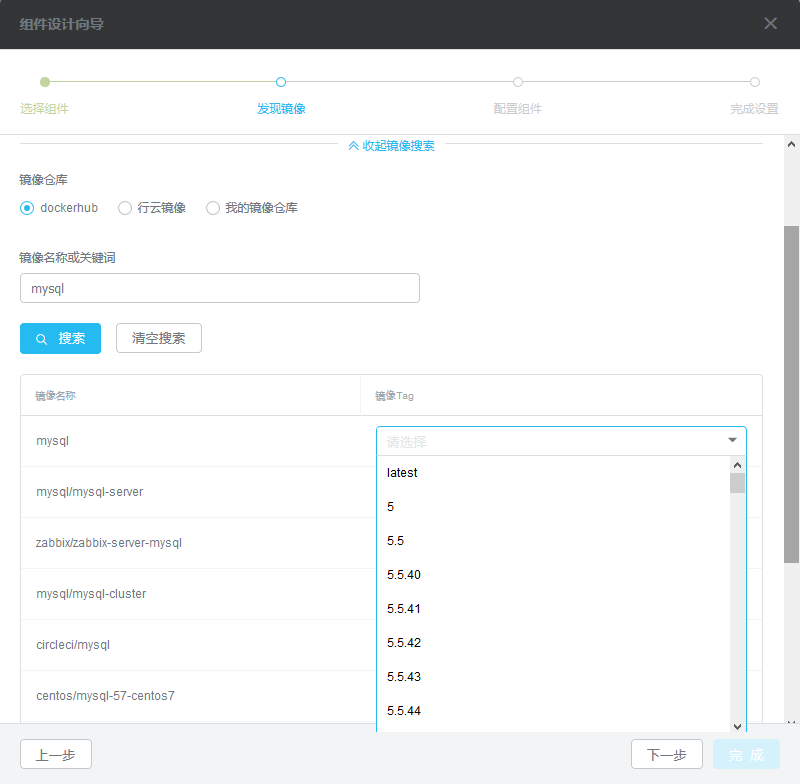 组件设计向导
选择组件 发现镜像 配置组件 完成设置
收起镜像搜索
镜像仓库
dockerhub 行云镜像 我的镜像仓库
镜像名称或关键词
mysql
搜索 清空搜索
镜像名称 镜像Tag
mysql 请选择
latest
mysql/mysql-server
5
5.5
zabbix/zabbix-server-mysql
5.5.40
mysql/mysql-cluster
5.5.41
5.5.42
circleci/mysql
5.5.43
centos/mysql-57-centos7
5.5.44
上一步 下一步 完成